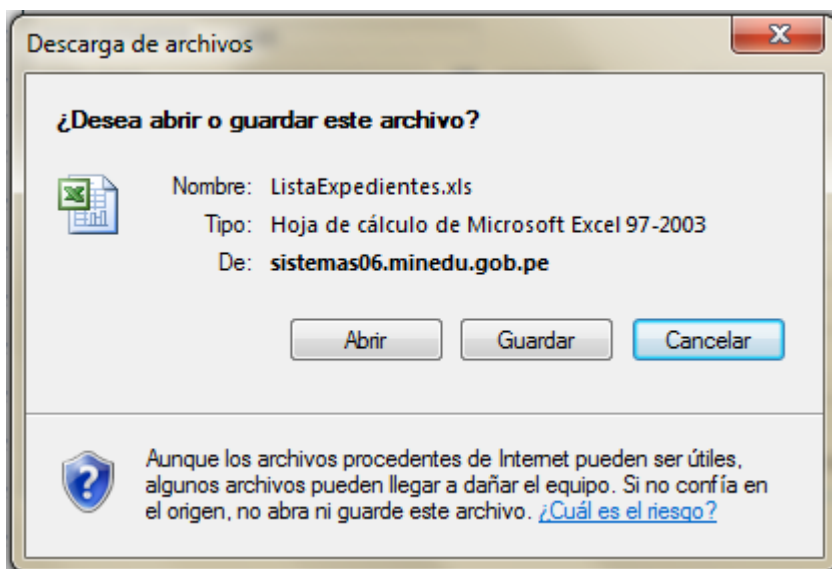 Descarga de archivos
¿Desea abrir o guardar este archivo?
Nombre: ListaExpedientes.xls
Tipo: Hoja de cálculo de Microsoft Excel 97-2003
De: sistemas06.minedu.gob.pe
Abrir Guardar Cancelar
Aunque los archivos procedentes de Internet pueden ser útiles,
algunos archivos pueden llegar a dañar el equipo. Si no confía en
el origen, no abra ni guarde este archivo. ¿Cuál es el riesgo?